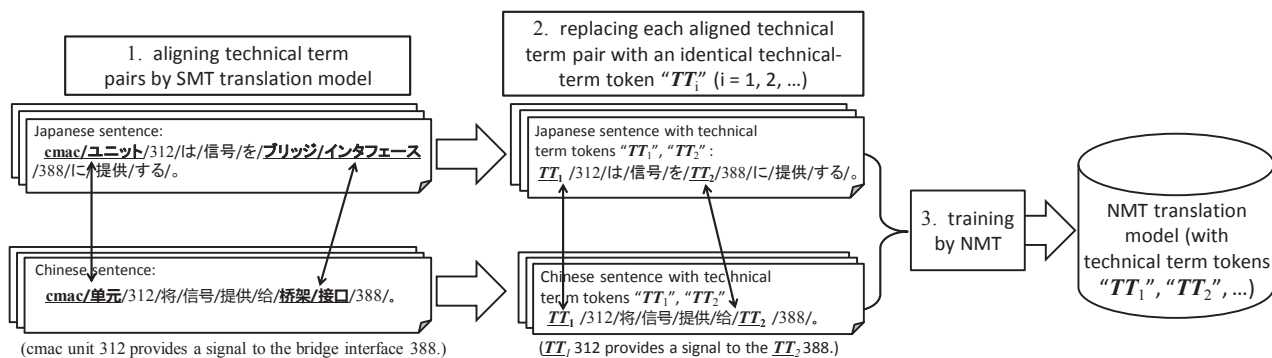 1. aligning technical term
pairs by SMT translation model
2. replacing each aligned technical
term pair with an identical technical-
term token “TTi” (i = 1, 2, …)
Japanese sentence:
cmac/ユニット/312/は/信号/を/ブリッジ/インタフェース
/388/に/提供/する/。
Chinese sentence:
cmac/单元/312/将/信号/提供/给/桥架/接口/388/。
(cmac unit 312 provides a signal to the bridge interface 388.)
Japanese sentence with technical
term tokens “TT1”, “TT2” :
TT1 /312/は/信号/を/TT2/388/に/提供/する/。
Chinese sentence with technical
term tokens “TT1”, “TT2”
TT1 /312/将/信号/提供/给/TT2 /388/。
(TT1 312 provides a signal to the TT2 388.)
3. training
by NMT
NMT translation
model (with
technical term tokens
“TT1”, “TT2”, …)